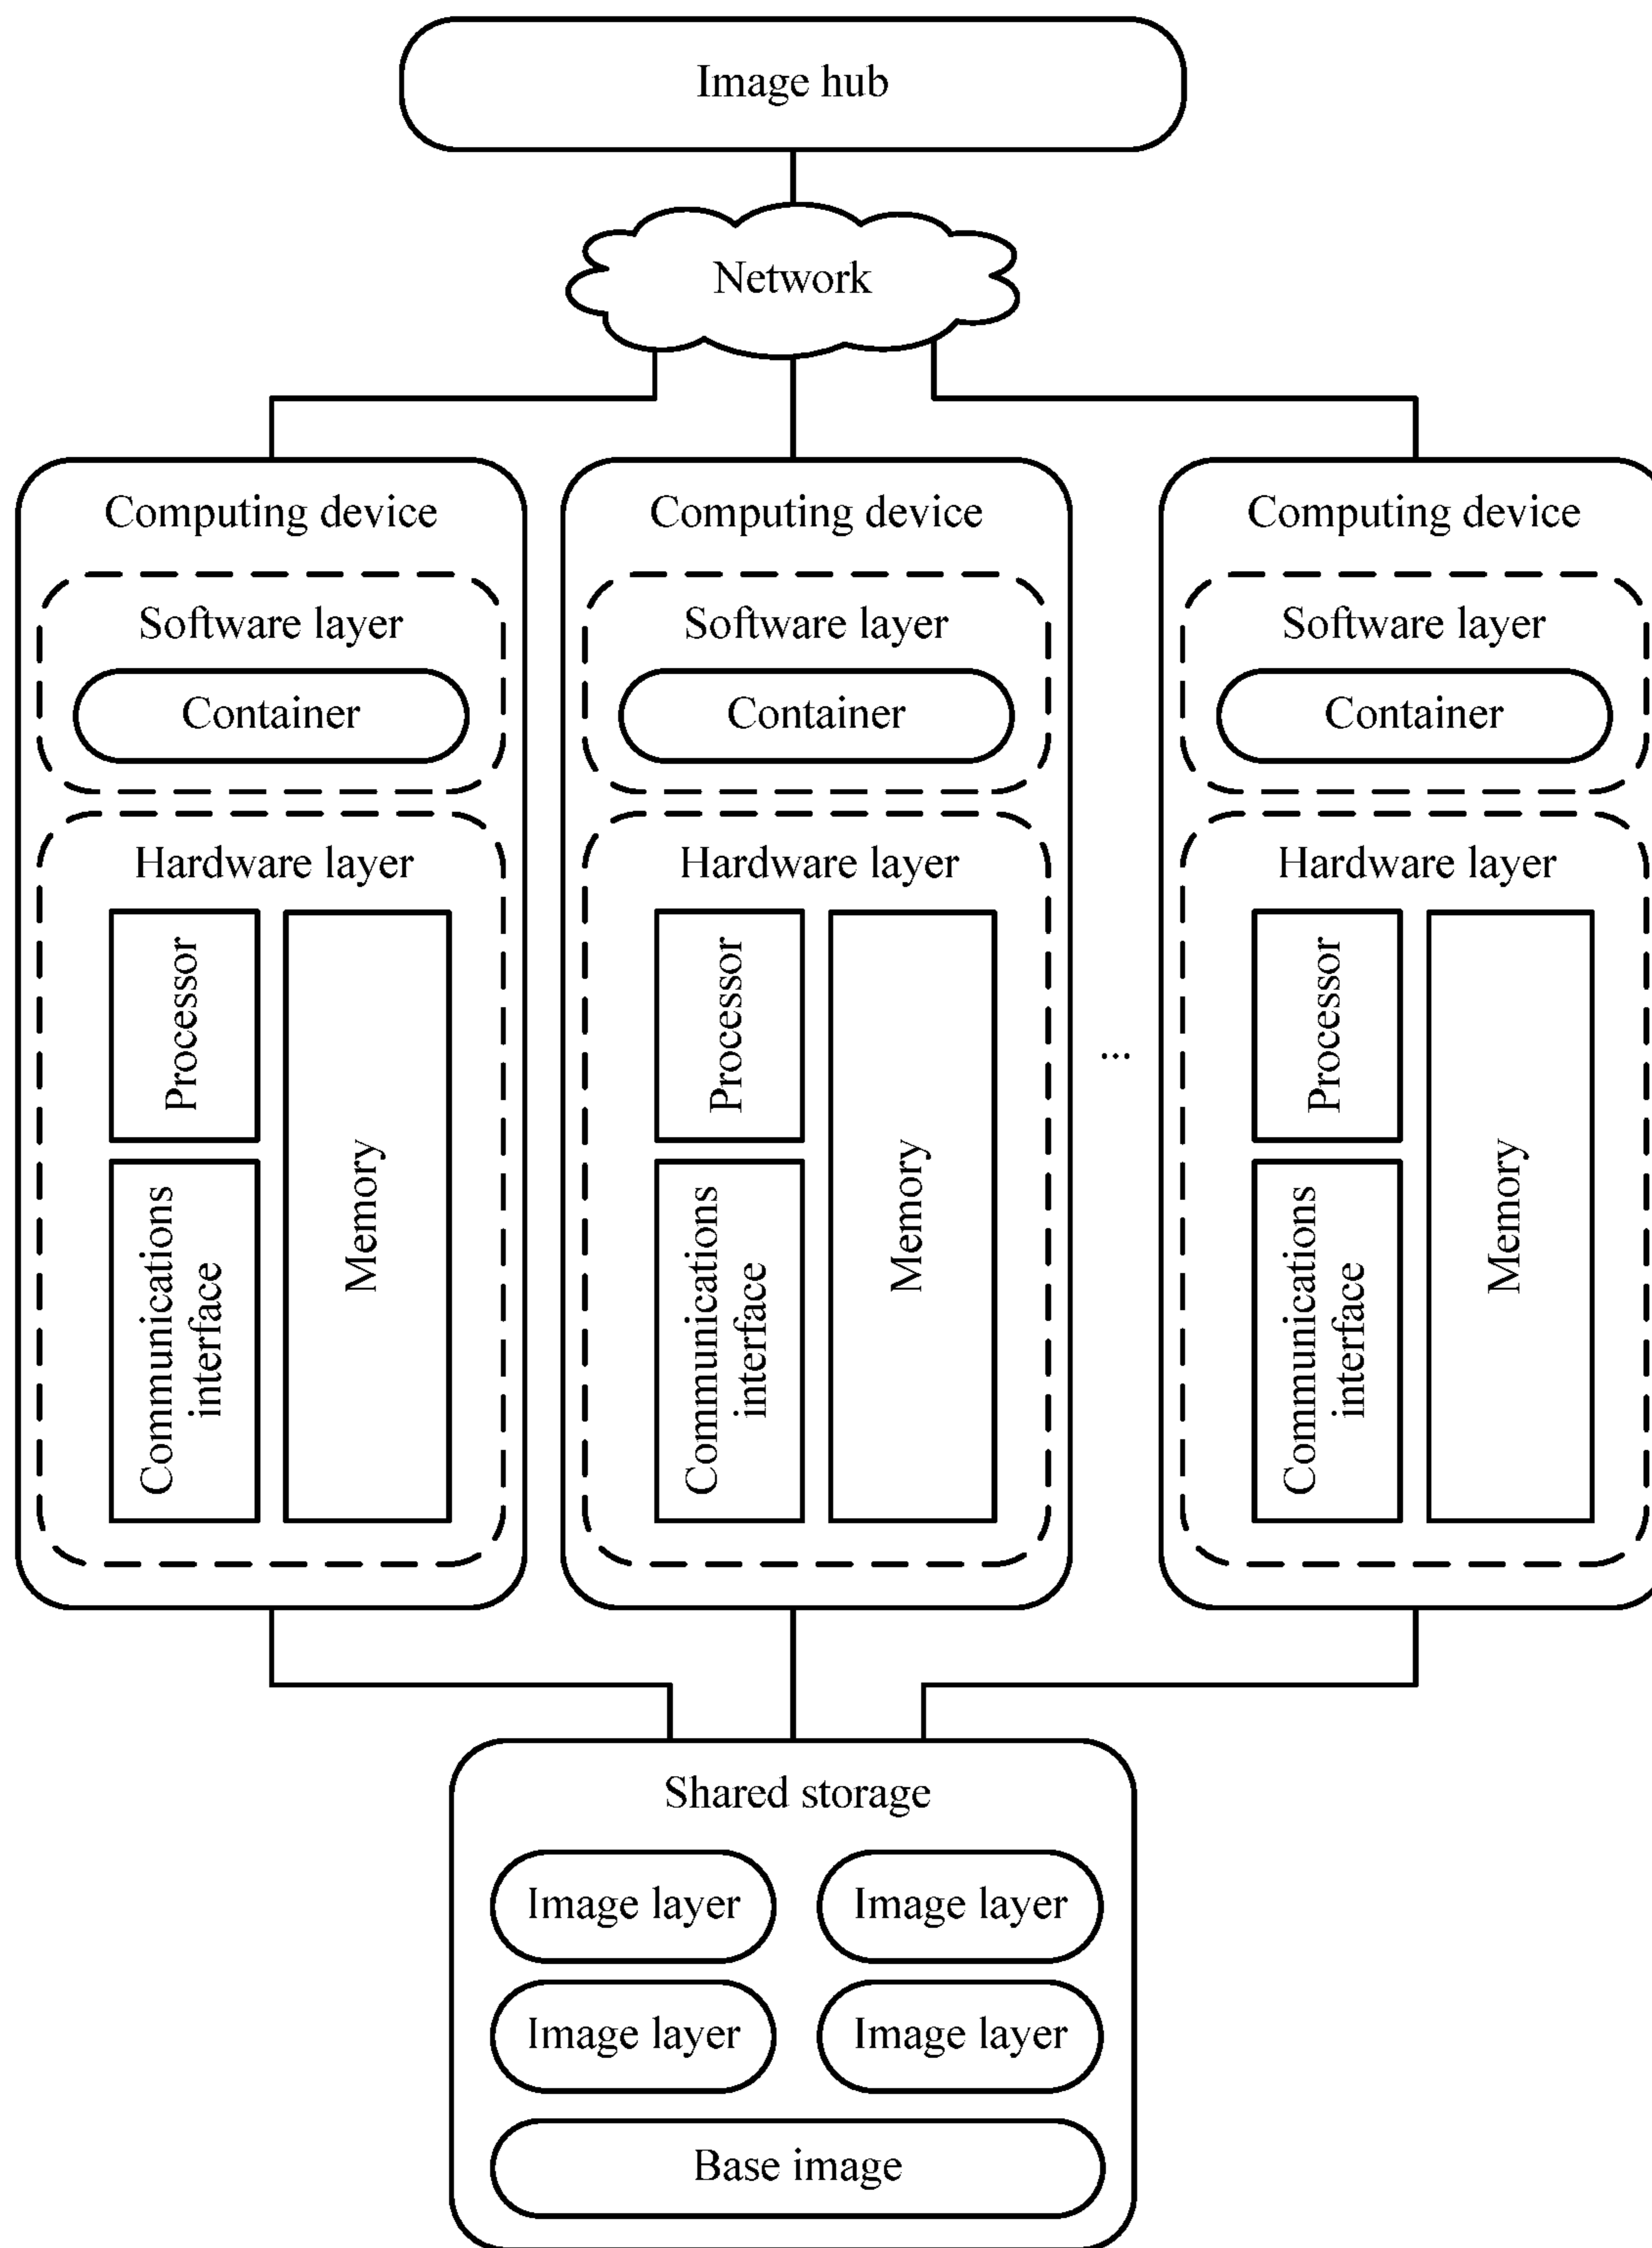 Image hub
Network
Computing device
Software layer
Container
Hardware layer
Processor
Communications
interface
Memory
Computing device
Software layer
Container
Hardware layer
Processor
Communications
interface
Memory
...
Computing device
Software layer
Container
Hardware layer
Processor
Communications
interface
Memory
Shared storage
Image layer
Image layer
Image layer
Image layer
Base image